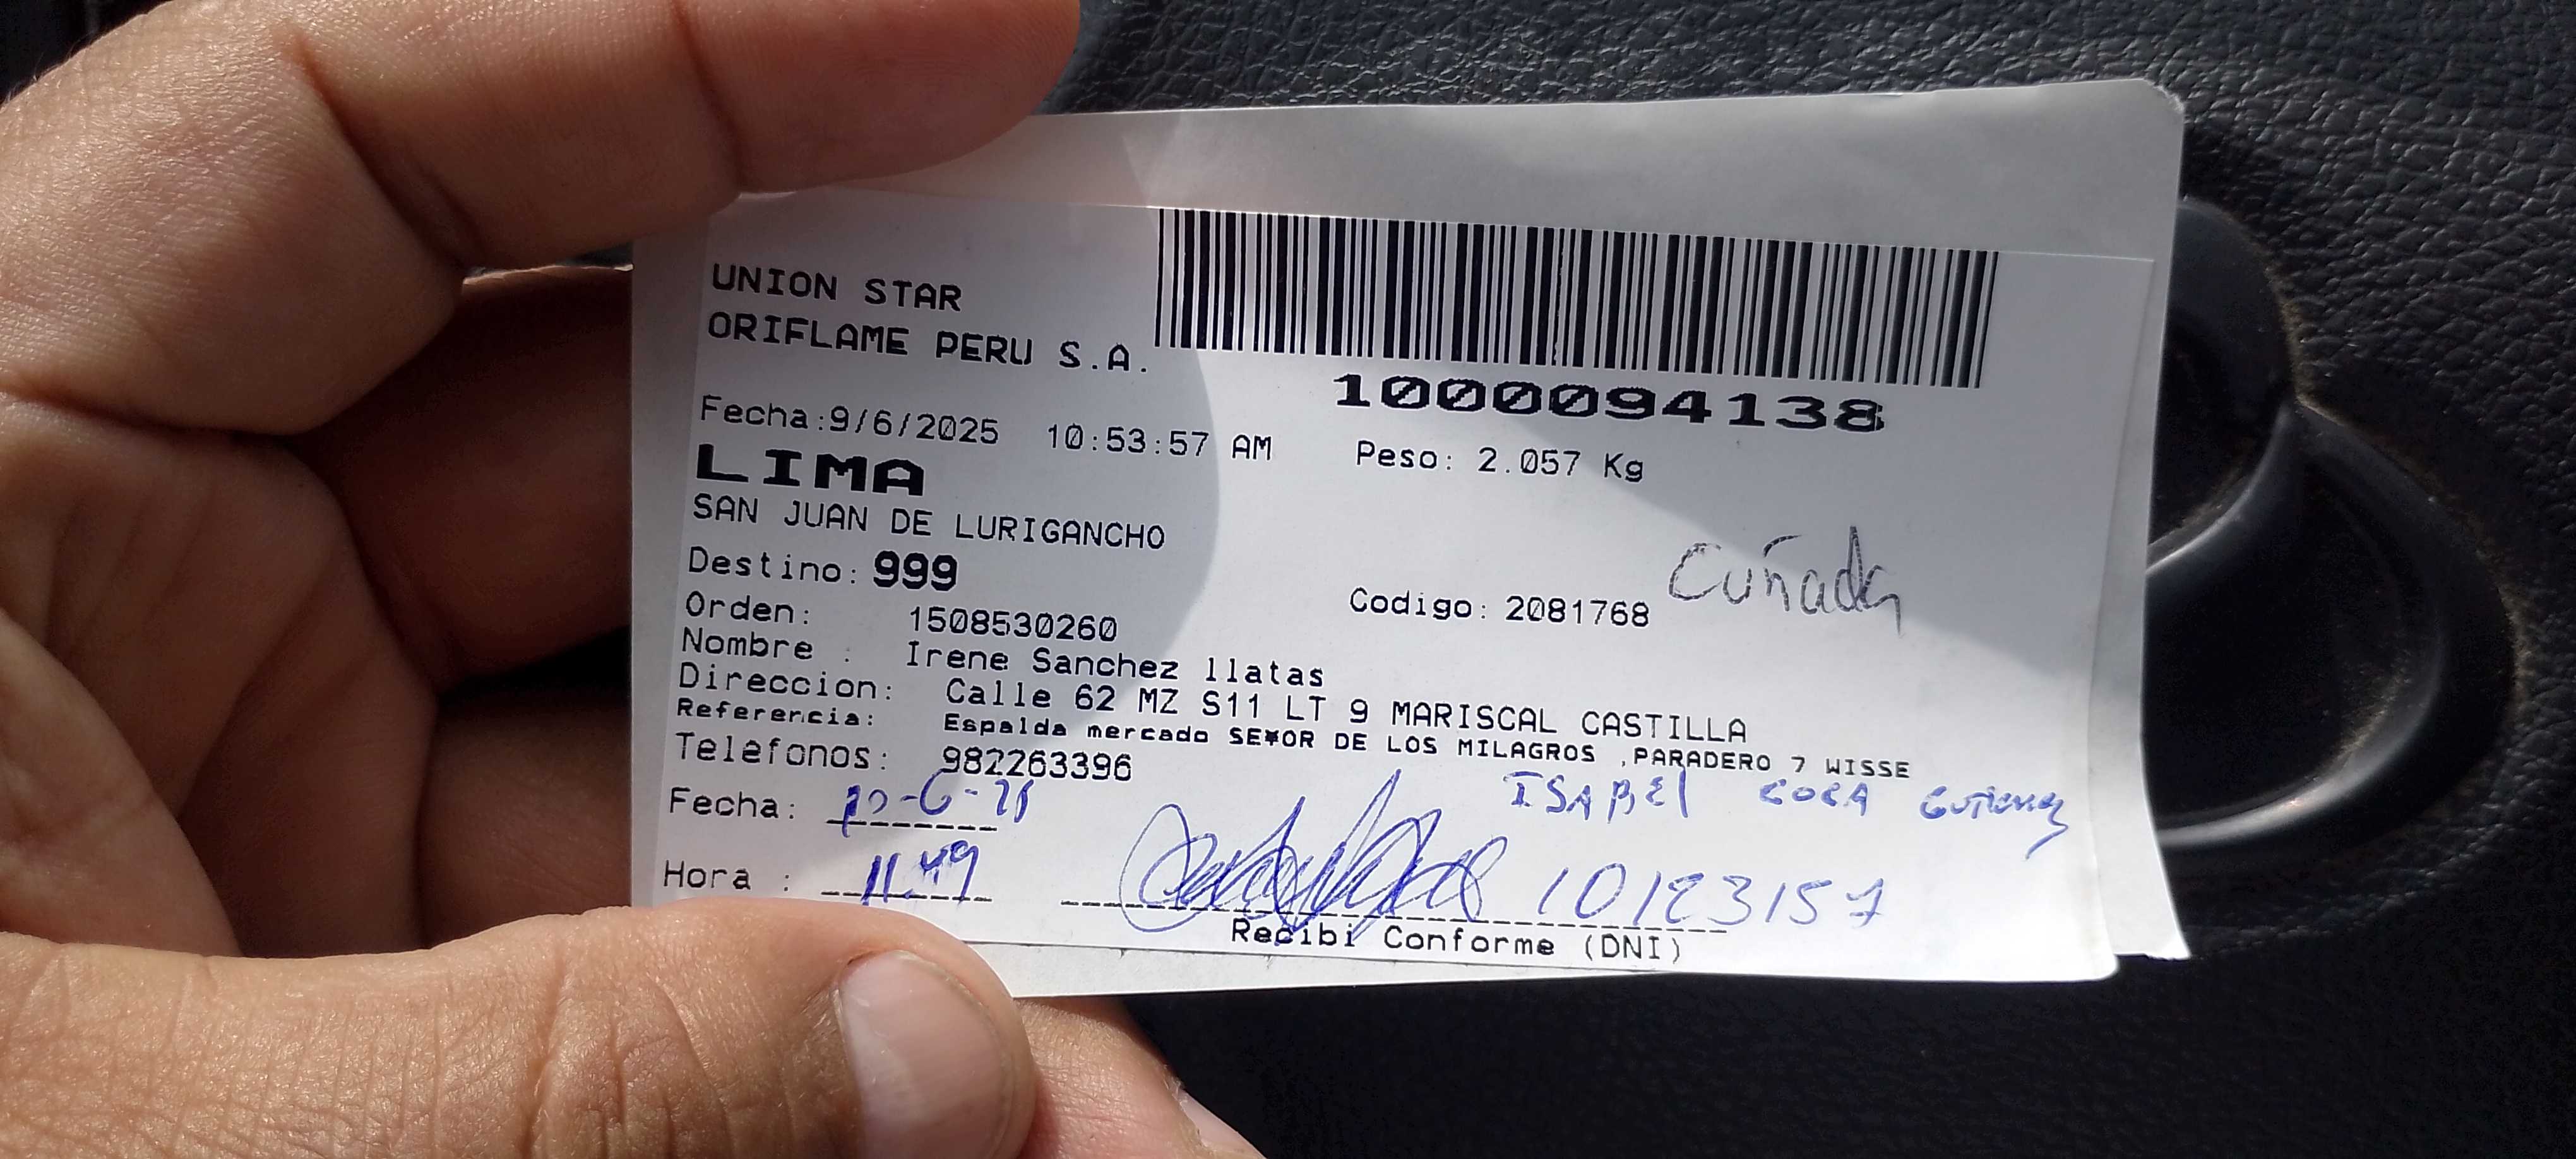 UNION STAR
ORIFLAME PERU S.A.
1000094138
Fecha:9/6/2025 10:53:57 AM Peso: 2.057 Kg
LIMA
SAN JUAN DE LURIGANCHO
Destino: 999
Codigo: 2081768 Cuñada
Orden: 1508530260
Nombre : Irene Sanchez llatas
Direccion: Calle 62 MZ S11 LT 9 MARISCAL CASTILLA
Referencia: Espalda mercado SE¥OR DE LOS MILAGROS ,PARADERO 7 WISSE
Telefonos: 982263396
ISABEl Gutierrez
Fecha:
Hora : 11:49
10123157
Recibi Conforme (DNI)